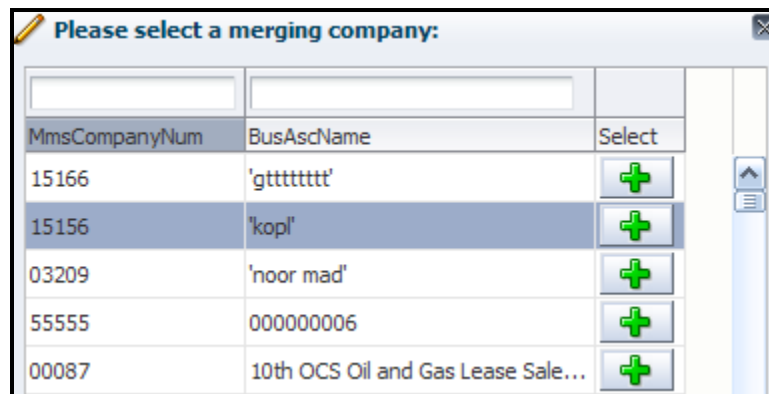 Please select a merging company:
MmsCompanyNum BusAscName Select
15166 'gtttttttt'
15156 'kopl'
03209 'noor mad'
55555 000000006
00087 10th OCS Oil and Gas Lease Sale...